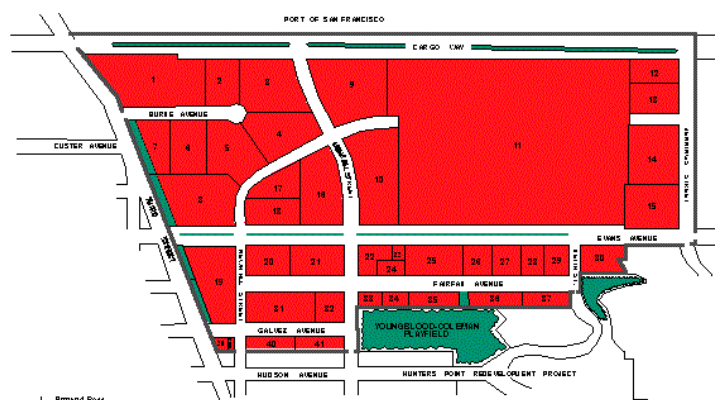 PORT OF SAN FRANCISCO
CARGO WAY
1
2
3
9
12
13
BURKE AVENUE
CUSTER AVENUE
7
6
5
4
10
11
14
JENNINGS STREET
MENDELL STREET
THIRD STREET
8
17
18
16
15
EVANS AVENUE
19
20
21
22
23
24
25
26
27
28
29
30
FAIRFAX AVENUE
STREET
31
32
33
34
35
36
37
GALVEZ AVENUE
YOUNGBLOOD-COLEMAN
PLAYFIELD
40
41
HUDSON AVENUE
HUNTERS POINT REDEVELOPMENT PROJECT